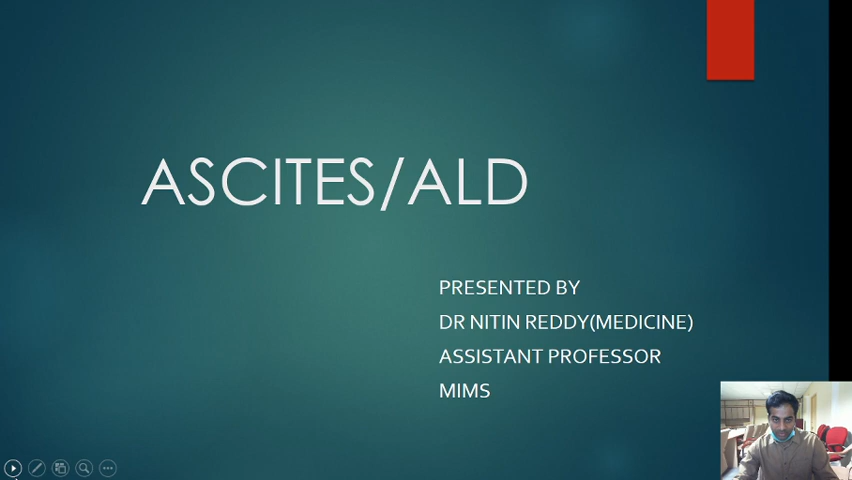 ASCITES/ALD
PRESENTED BY
DR NITIN REDDY(MEDICINE)
ASSISTANT PROFESSOR
MIMS